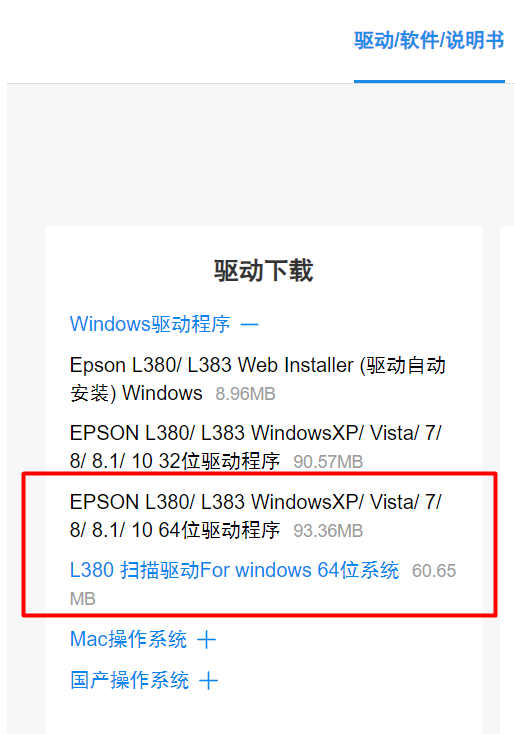 驱动/软件/说明书
驱动下载
Windows驱动程序 —
Epson L380/ L383 Web Installer (驱动自动
安装) Windows 8.96MB
EPSON L380/ L383 WindowsXP/ Vista/ 7/
8/ 8.1/ 10 32位驱动程序 90.57MB
EPSON L380/ L383 WindowsXP/ Vista/ 7/
8/ 8.1/ 10 64位驱动程序 93.36MB
L380 扫描驱动For windows 64位系统 60.65
MB
Mac操作系统 +
国产操作系统 +